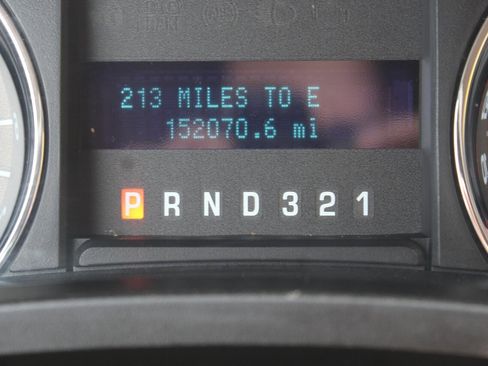 213 MILES TO E
152070.6 mi
P R N D 3 2 1